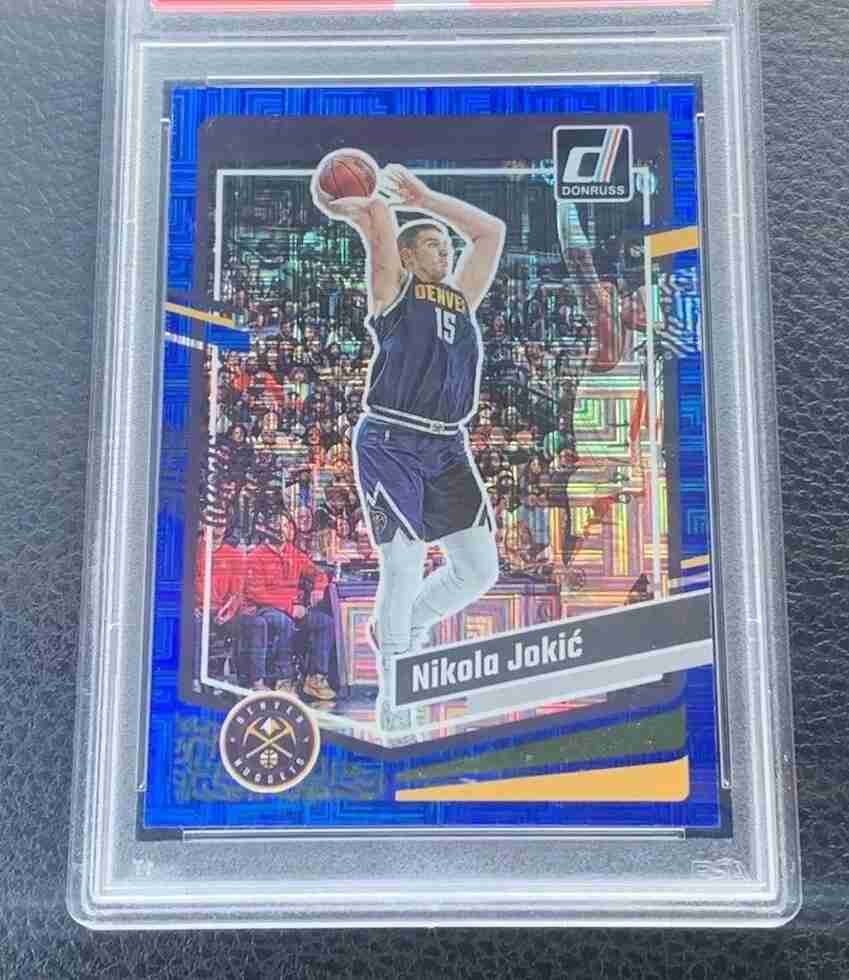 DONRUSS
DENVER
15
Nikola Jokić
DENVER
NUGGETS